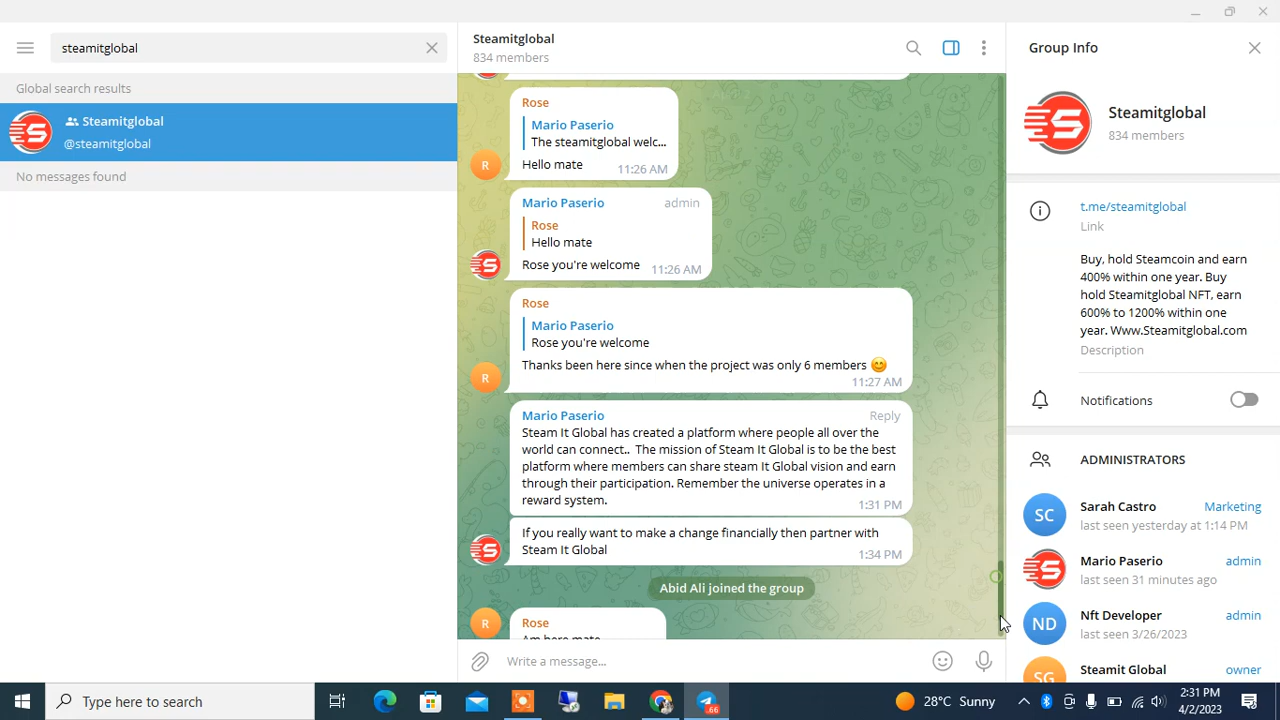 steamitglobal
Global search results
Steamitglobal
@steamitglobal
No messages found
Steamitglobal
834 members
Rose
Mario Paserio
The steamitglobal welc...
Hello mate
11:26 AM
R
Mario Paserio admin
Rose
Hello mate
Rose you're welcome 11:26 AM
Rose
Mario Paserio
Rose you're welcome
Thanks been here since when the project was only 6 members 😊
11:27 AM
R
Mario Paserio Reply
Steam It Global has created a platform where people all over the
world can connect.. The mission of Steam It Global is to be the best
platform where members can share steam It Global vision and earn
through their participation. Remember the universe operates in a
reward system.
1:31 PM
If you really want to make a change financially then partner with
Steam It Global
1:34 PM
Abid Ali joined the group
R
Rose
Am here mate
Write a message...
Group Info
Steamitglobal
834 members
t.me/steamitglobal
Link
Buy, hold Steamcoin and earn
400% within one year. Buy
hold Steamitglobal NFT, earn
600% to 1200% within one
year. Www.Steamitglobal.com
Description
Notifications
ADMINISTRATORS
SC
Sarah Castro Marketing
last seen yesterday at 1:14 PM
Mario Paserio admin
last seen 31 minutes ago
ND
Nft Developer admin
last seen 3/26/2023
SG
Steamit Global owner
Type here to search
.66
28°C Sunny
2:31 PM
4/2/2023